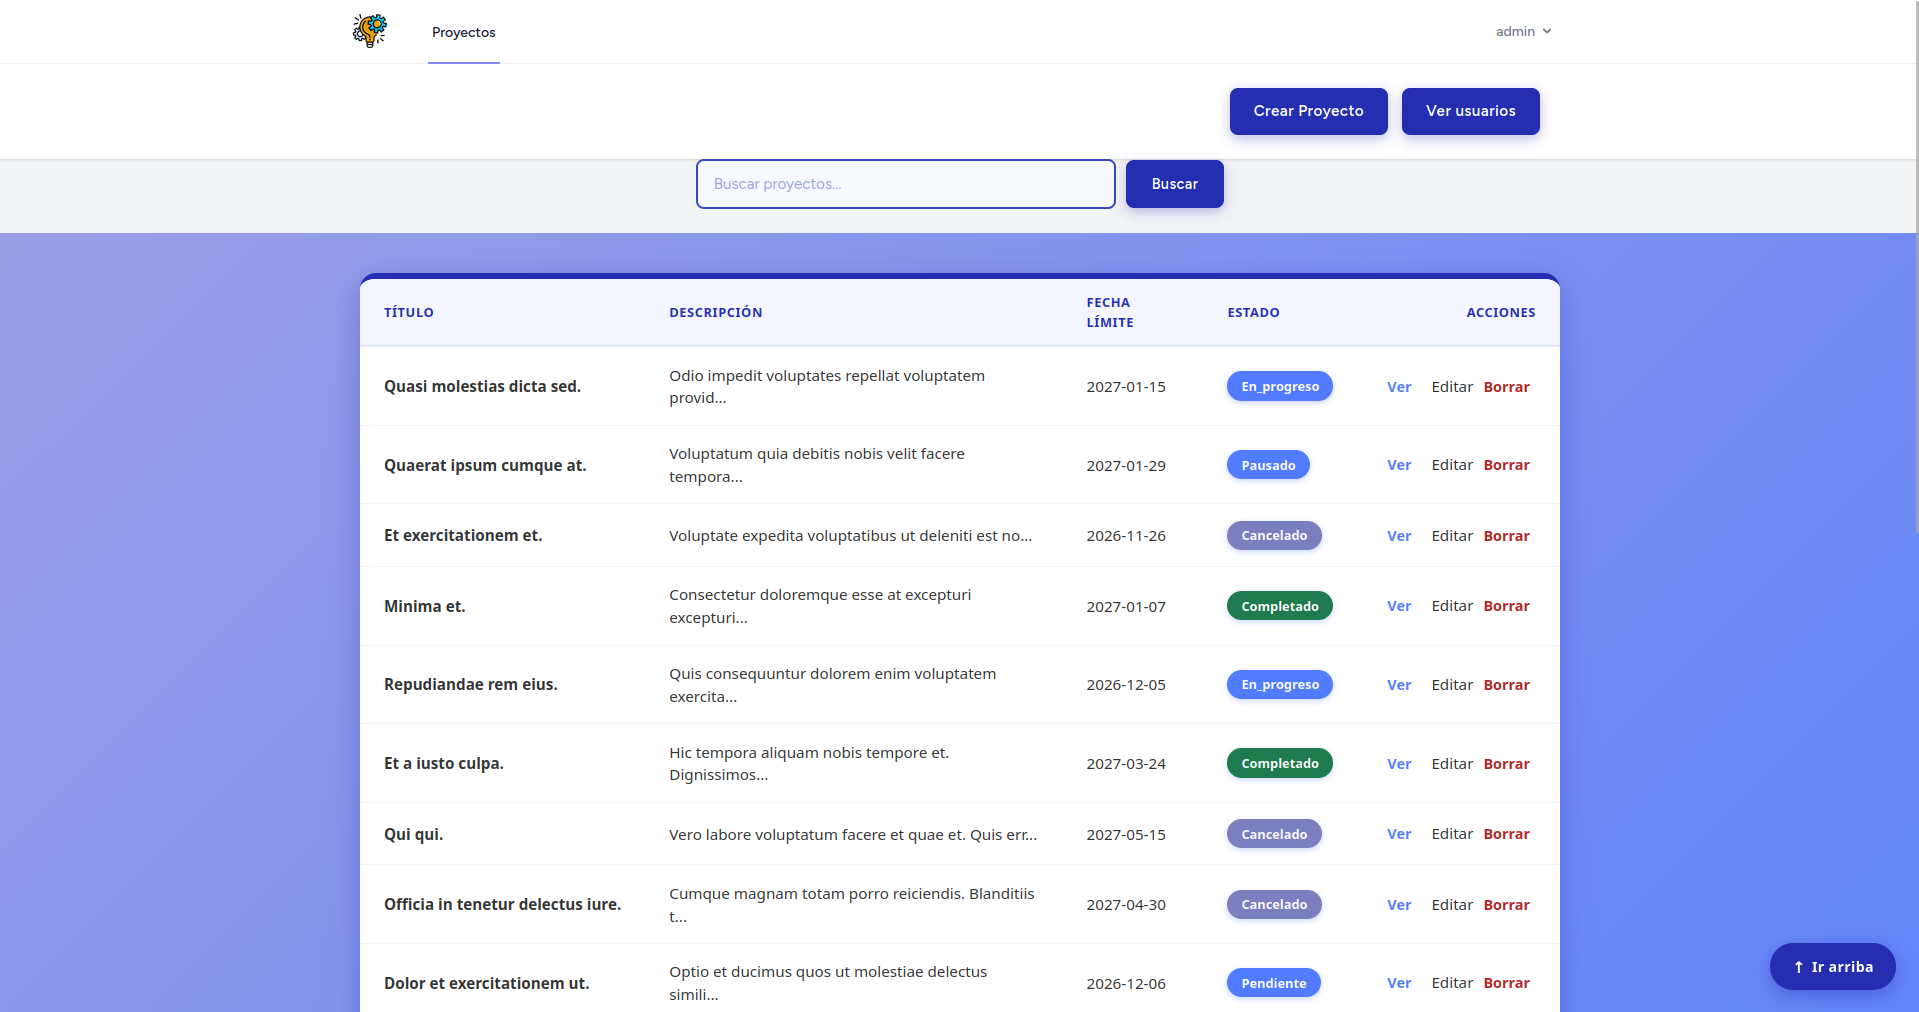 Proyectos
admin
Crear Proyecto
Ver usuarios
Buscar proyectos...
Buscar
TÍTULO
DESCRIPCIÓN
FECHA
LÍMITE
ESTADO
ACCIONES
Quasi molestias dicta sed.
Odio impedit voluptates repellat voluptatem
provid...
2027-01-15
En_progreso
Ver Editar Borrar
Quaerat ipsum cumque at.
Voluptatum quia debitis nobis velit facere
tempora...
2027-01-29
Pausado
Ver Editar Borrar
Et exercitationem et.
Voluptate expedita voluptatibus ut deleniti est no...
2026-11-26
Cancelado
Ver Editar Borrar
Minima et.
Consectetur doloremque esse at excepturi
excepturi...
2027-01-07
Completado
Ver Editar Borrar
Repudiandae rem eius.
Quis consequuntur dolorem enim voluptatem
exercita...
2026-12-05
En_progreso
Ver Editar Borrar
Et a iusto culpa.
Hic tempora aliquam nobis tempore et.
Dignissimos...
2027-03-24
Completado
Ver Editar Borrar
Qui qui.
Vero labore voluptatum facere et quae et. Quis err...
2027-05-15
Cancelado
Ver Editar Borrar
Officia in tenetur delectus iure.
Cumque magnam totam porro reiciendis. Blanditiis
t...
2027-04-30
Cancelado
Ver Editar Borrar
Dolor et exercitationem ut.
Optio et ducimus quos ut molestiae delectus
simili...
2026-12-06
Pendiente
Ver Editar Borrar
↑ Ir arriba